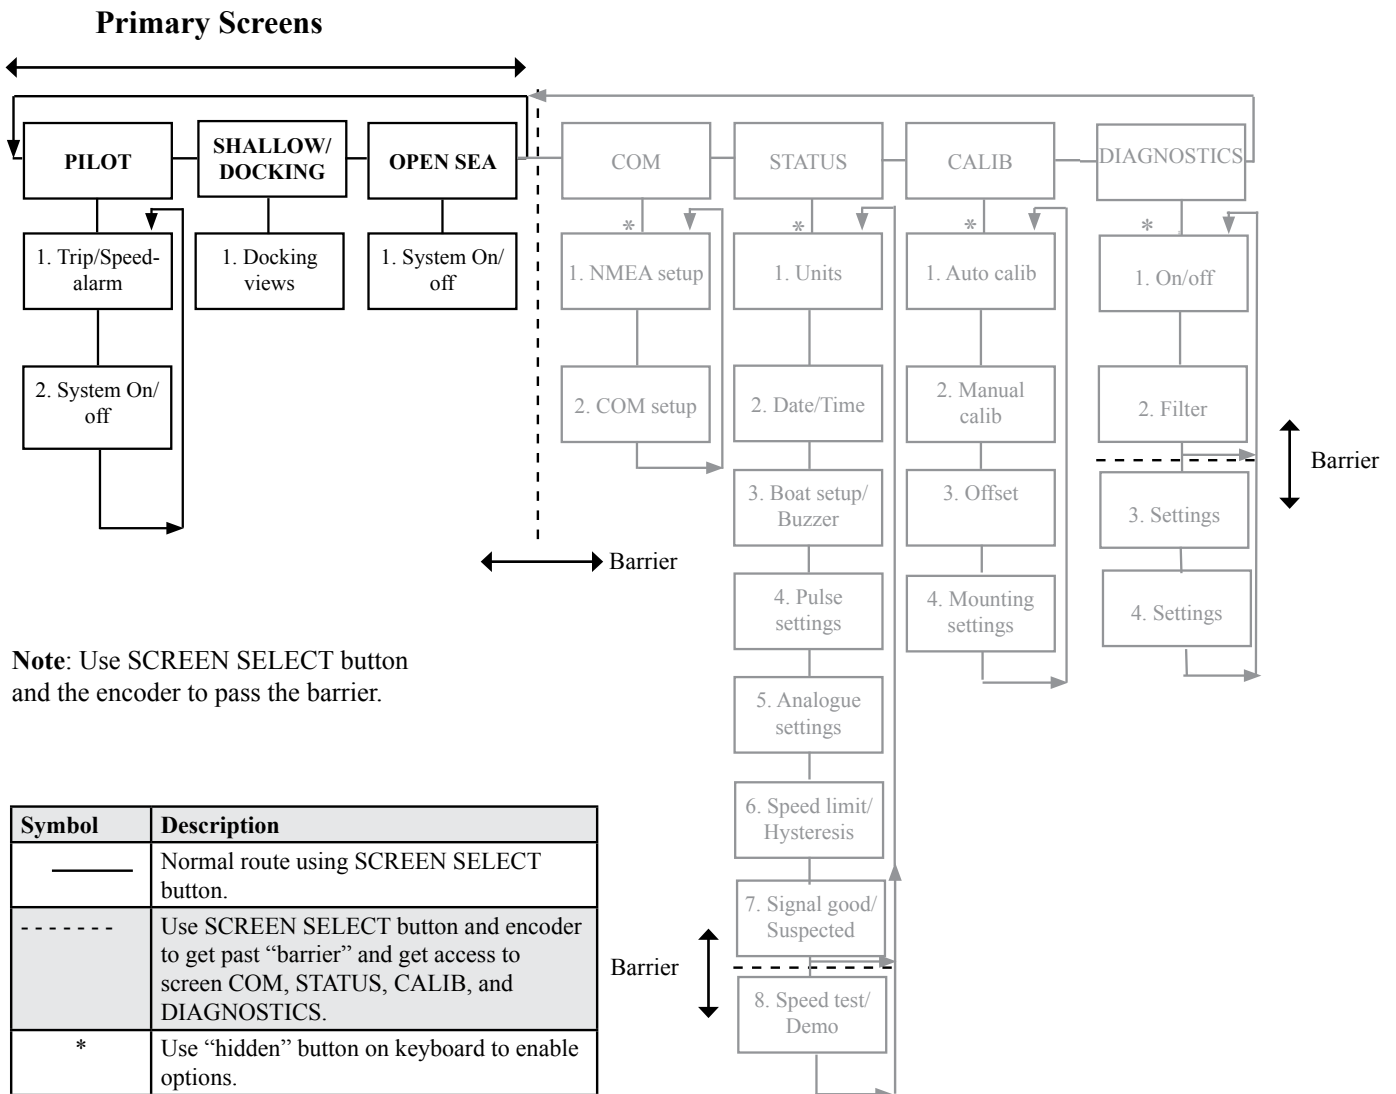 Primary Screens
PILOT
SHALLOW/
DOCKING
OPEN SEA
COM
STATUS
CALIB
DIAGNOSTICS
*
*
*
*
1. Trip/Speed-
alarm
1. Docking
views
1. System On/
off
1. NMEA setup
1. Units
1. Auto calib
1. On/off
2. System On/
off
2. COM setup
2. Date/Time
2. Manual
calib
2. Filter
Barrier
3. Boat setup/
Buzzer
3. Offset
3. Settings
Barrier
4. Pulse
settings
4. Mounting
settings
4. Settings
Note: Use SCREEN SELECT button
and the encoder to pass the barrier.
5. Analogue
settings
6. Speed limit/
Hysteresis
7. Signal good/
Suspected
Barrier
8. Speed test/
Demo
Symbol Description
Normal route using SCREEN SELECT
button.
- - - - - - - Use SCREEN SELECT button and encoder
to get past “barrier” and get access to
screen COM, STATUS, CALIB, and
DIAGNOSTICS.
* Use “hidden” button on keyboard to enable
options.